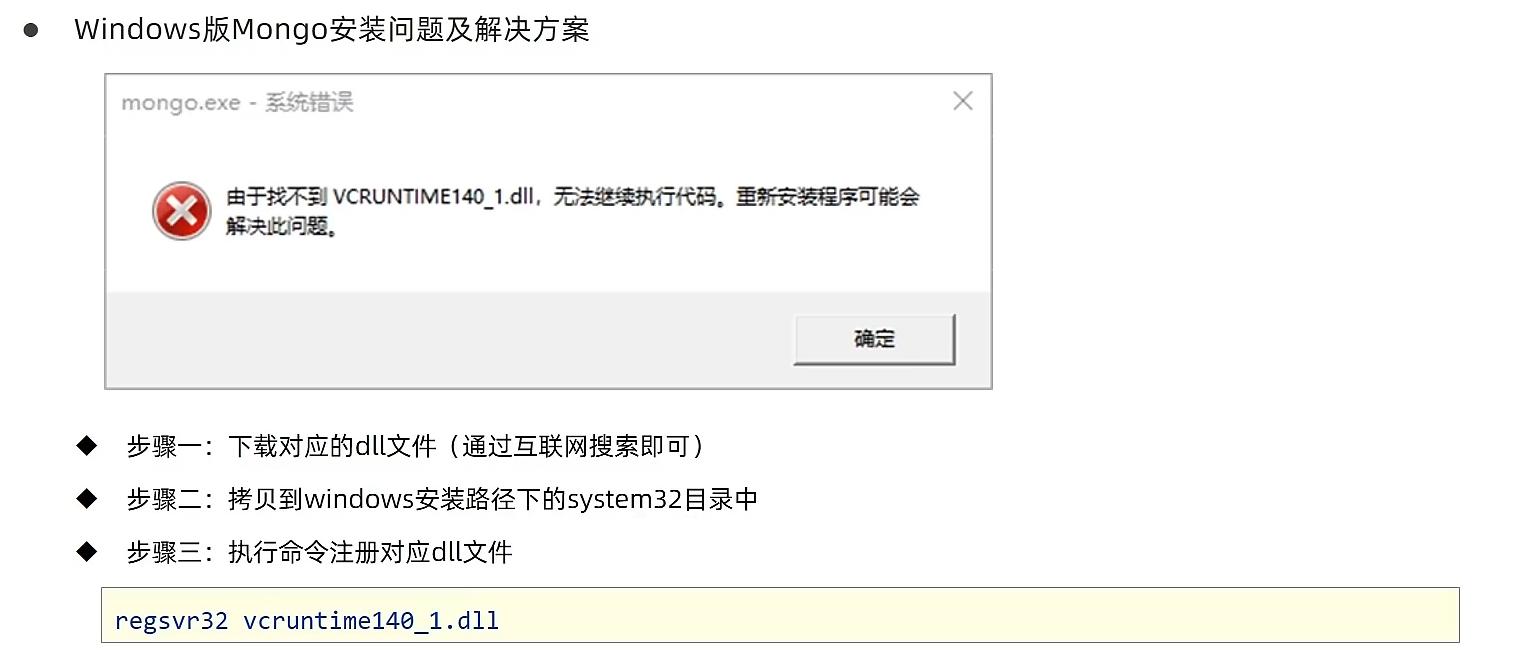 Windows版Mongo安装问题及解决方案
mongo.exe - 系统错误
由于找不到 VCRUNTIME140_1.dll，无法继续执行代码。重新安装程序可能会
解决此问题。
确定
步骤一：下载对应的dll文件（通过互联网搜索即可）
步骤二：拷贝到windows安装路径下的system32目录中
步骤三：执行命令注册对应dll文件
regsvr32 vcruntime140_1.dll